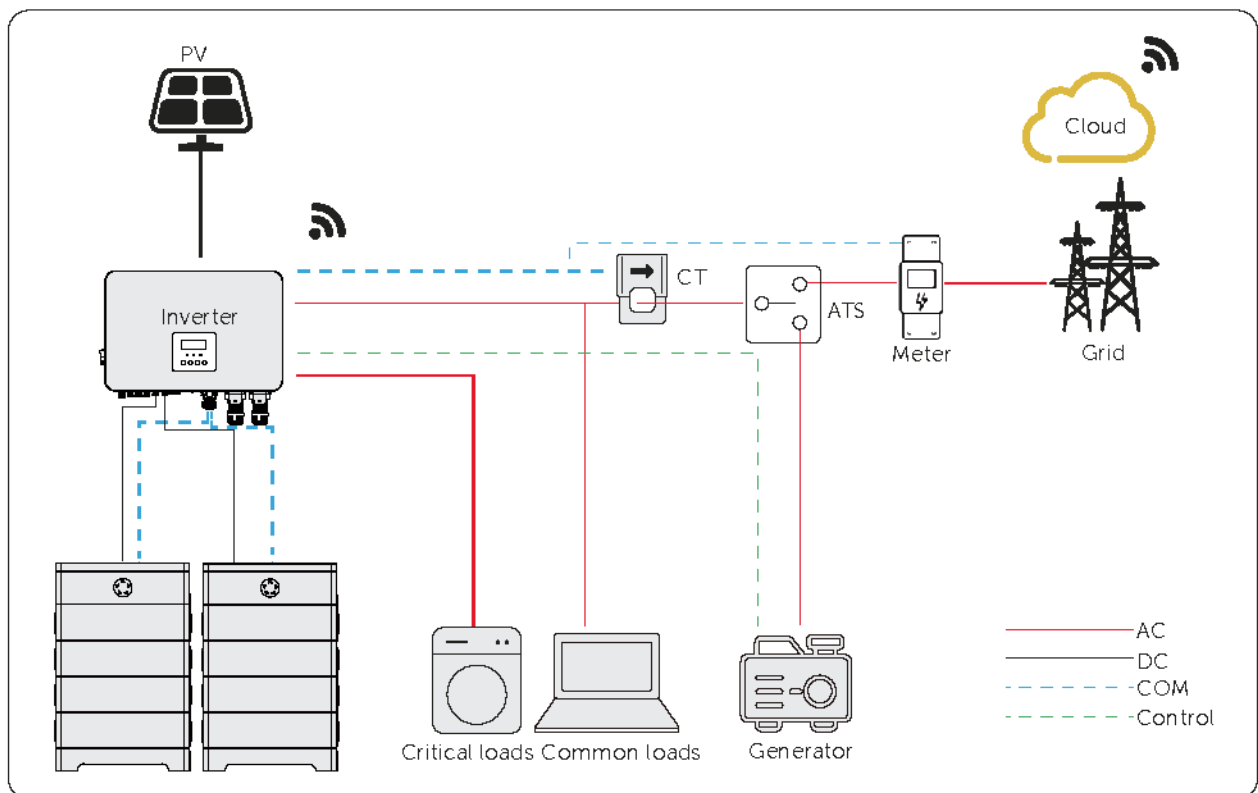 PV
Cloud
CT
Inverter
ATS
Meter
Grid
AC
DC
COM
Control
Critical loads
Common loads
Generator